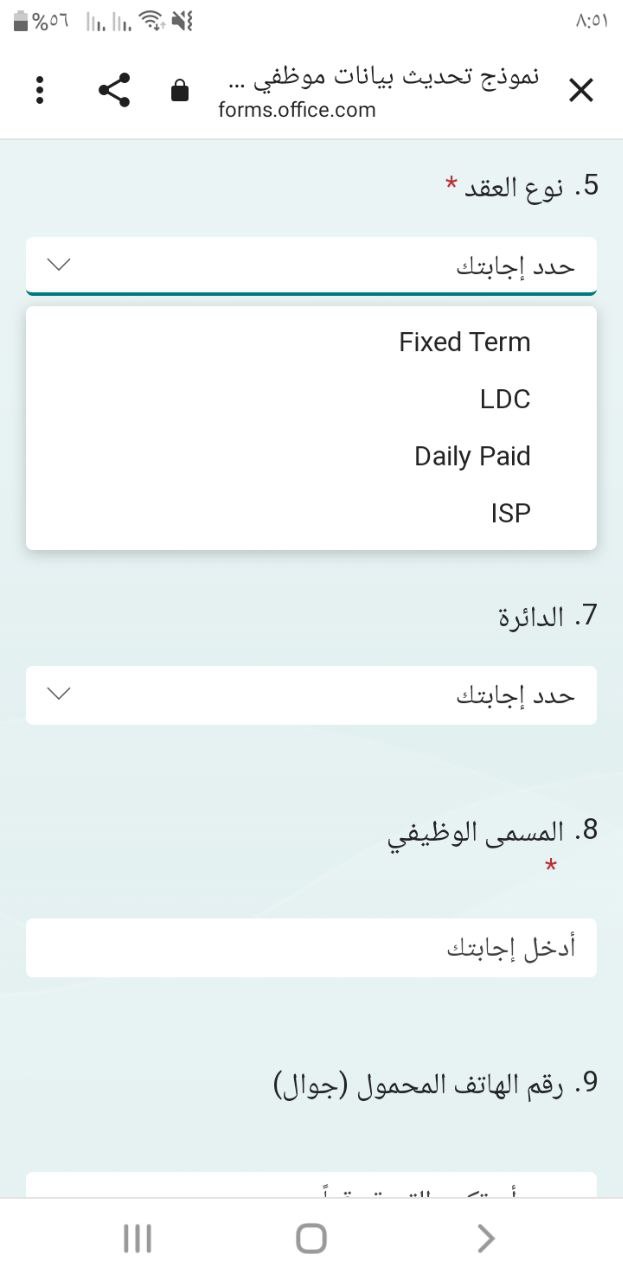 ٨:٥١
%٥٦
نموذج تحديث بيانات موظفي ...
forms.office.com
5. نوع العقد *
حدد إجابتك
Fixed Term
LDC
Daily Paid
ISP
7. الدائرة
حدد إجابتك
8. المسمى الوظيفي
*
أدخل إجابتك
9. رقم الهاتف المحمول (جوال)